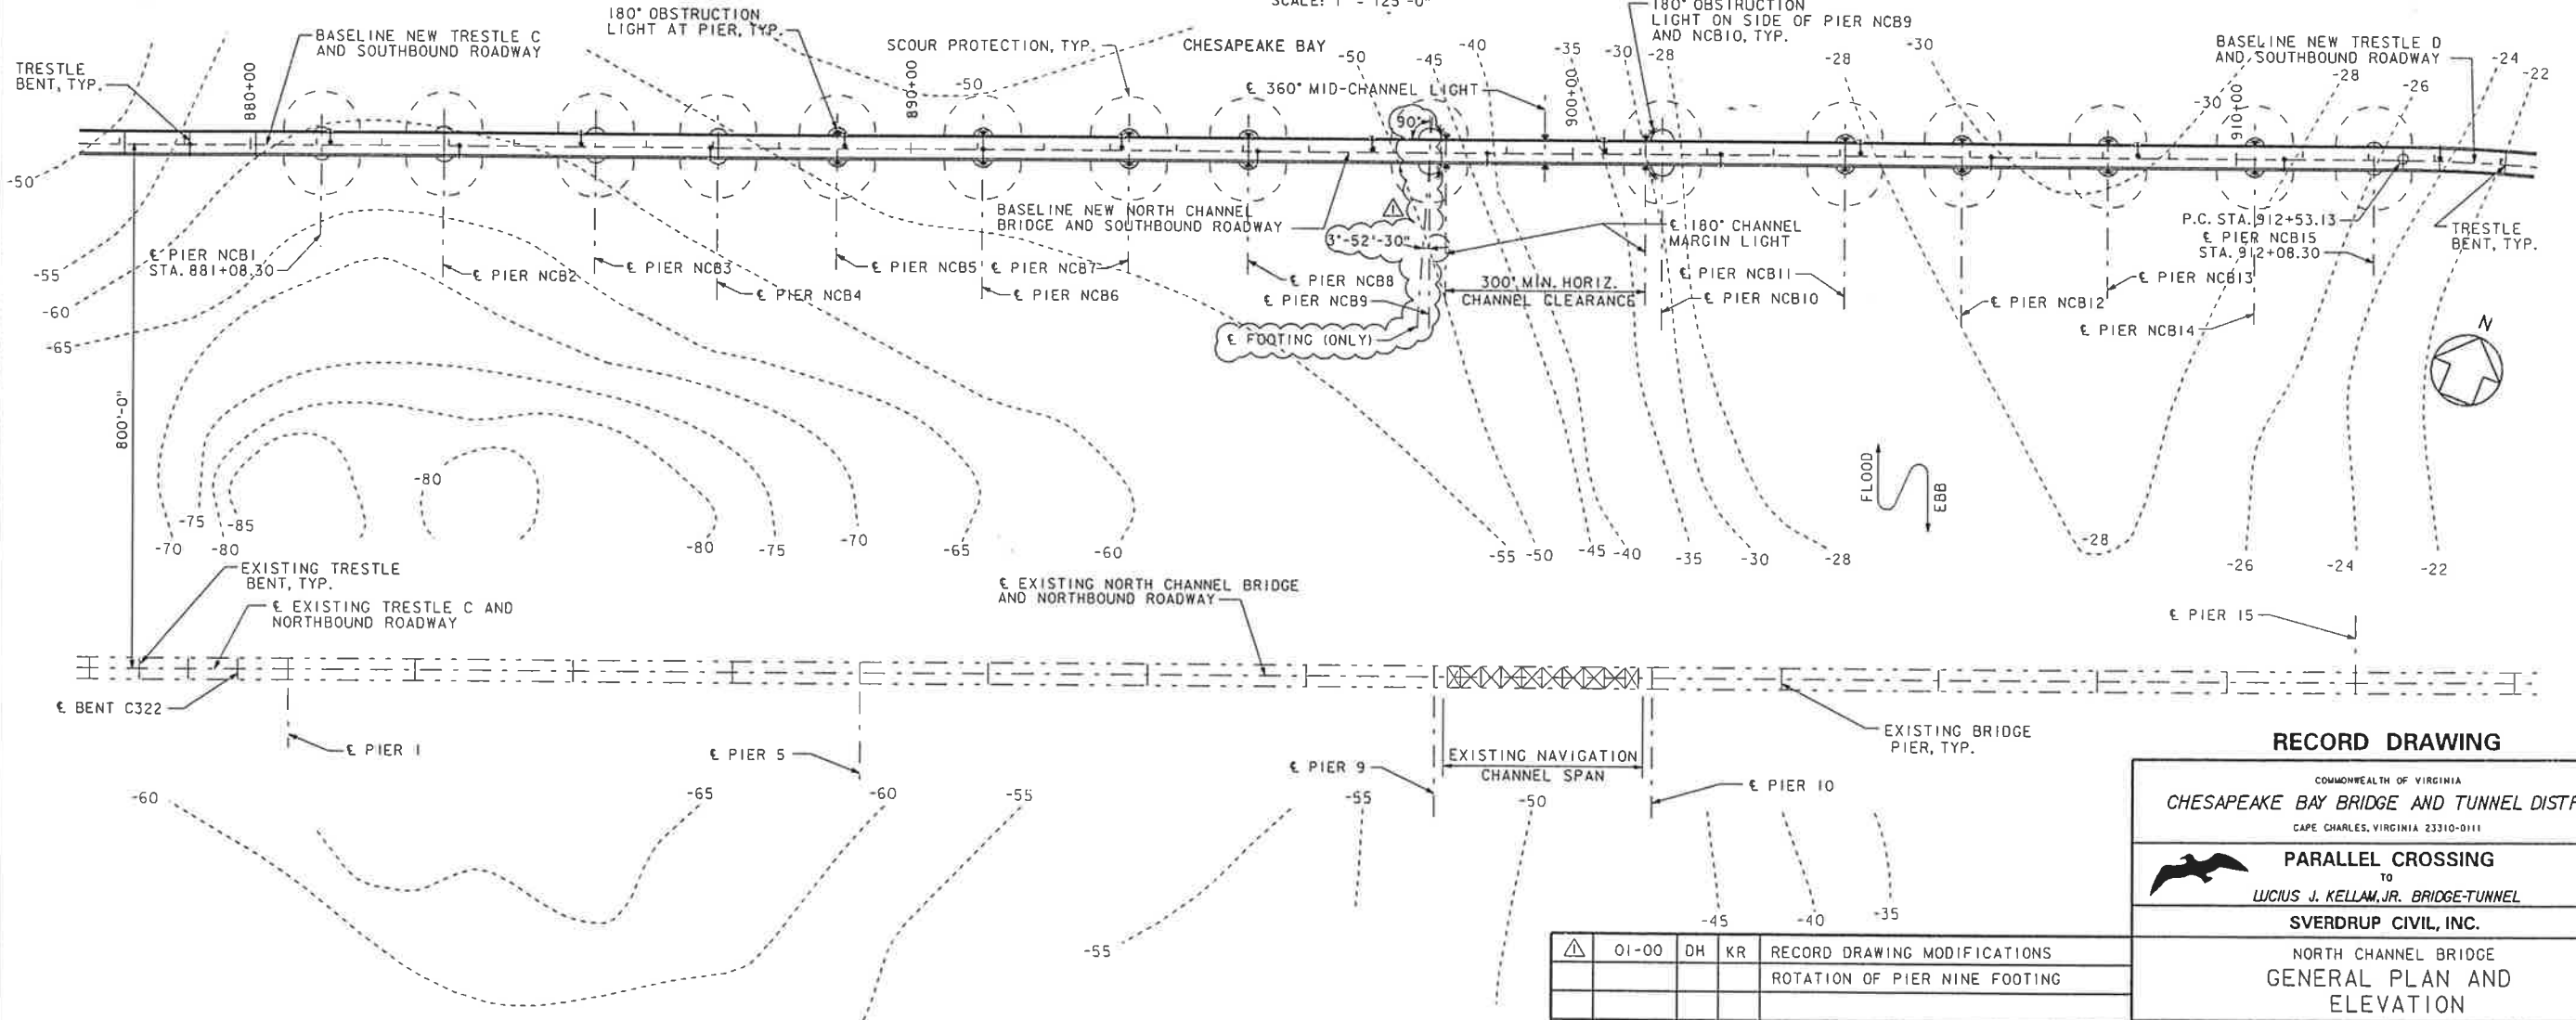 SCALE: 1" = 125'-0"
180° OBSTRUCTION
LIGHT AT PIER, TYP.
180° OBSTRUCTION
LIGHT ON SIDE OF PIER NCB9
AND NCB10, TYP.
BASELINE NEW TRESTLE C
AND SOUTHBOUND ROADWAY
SCOUR PROTECTION, TYP.
CHESAPEAKE BAY
BASELINE NEW TRESTLE D
AND SOUTHBOUND ROADWAY
TRESTLE
BENT, TYP.
880+00
890+00
900+00
910+00
-50
-50
-45
-40
-35
-30
-28
-30
-28
-30
-28
-26
-24
-22
℄ 360° MID-CHANNEL LIGHT
90°
-50
-55
-60
-65
BASELINE NEW NORTH CHANNEL
BRIDGE AND SOUTHBOUND ROADWAY
3°-52'-30"
℄ 180° CHANNEL
MARGIN LIGHT
P.C. STA. 912+53.13
℄ PIER NCB15
STA. 912+08.30
TRESTLE
BENT, TYP.
℄ PIER NCB1
STA. 881+08.30
℄ PIER NCB2
℄ PIER NCB3
℄ PIER NCB4
℄ PIER NCB5
℄ PIER NCB6
℄ PIER NCB7
℄ PIER NCB8
℄ PIER NCB9
300' MIN. HORIZ.
CHANNEL CLEARANCE
℄ PIER NCB10
℄ PIER NCB11
℄ PIER NCB12
℄ PIER NCB13
℄ PIER NCB14
℄ FOOTING (ONLY)
1
N
800'-0"
FLOOD
EBB
-80
-75
-85
-70
-80
-80
-75
-70
-65
-60
-55
-50
-45
-40
-35
-30
-28
-28
-26
-24
-22
EXISTING TRESTLE
BENT, TYP.
℄ EXISTING TRESTLE C AND
NORTHBOUND ROADWAY
℄ EXISTING NORTH CHANNEL BRIDGE
AND NORTHBOUND ROADWAY
℄ PIER 15
℄ BENT C322
℄ PIER 1
℄ PIER 5
℄ PIER 9
EXISTING NAVIGATION
CHANNEL SPAN
℄ PIER 10
EXISTING BRIDGE
PIER, TYP.
-60
-65
-60
-55
-55
-50
-45
-40
-35
-55
1 01-00 DH KR RECORD DRAWING MODIFICATIONS
ROTATION OF PIER NINE FOOTING
RECORD DRAWING
COMMONWEALTH OF VIRGINIA
CHESAPEAKE BAY BRIDGE AND TUNNEL
CAPE CHARLES, VIRGINIA 23310-0111
PARALLEL CROSSING
TO
LUCIUS J. KELLAM, JR. BRIDGE-TUNNEL
SVERDRUP CIVIL, INC.
NORTH CHANNEL BRIDGE
GENERAL PLAN AND
ELEVATION